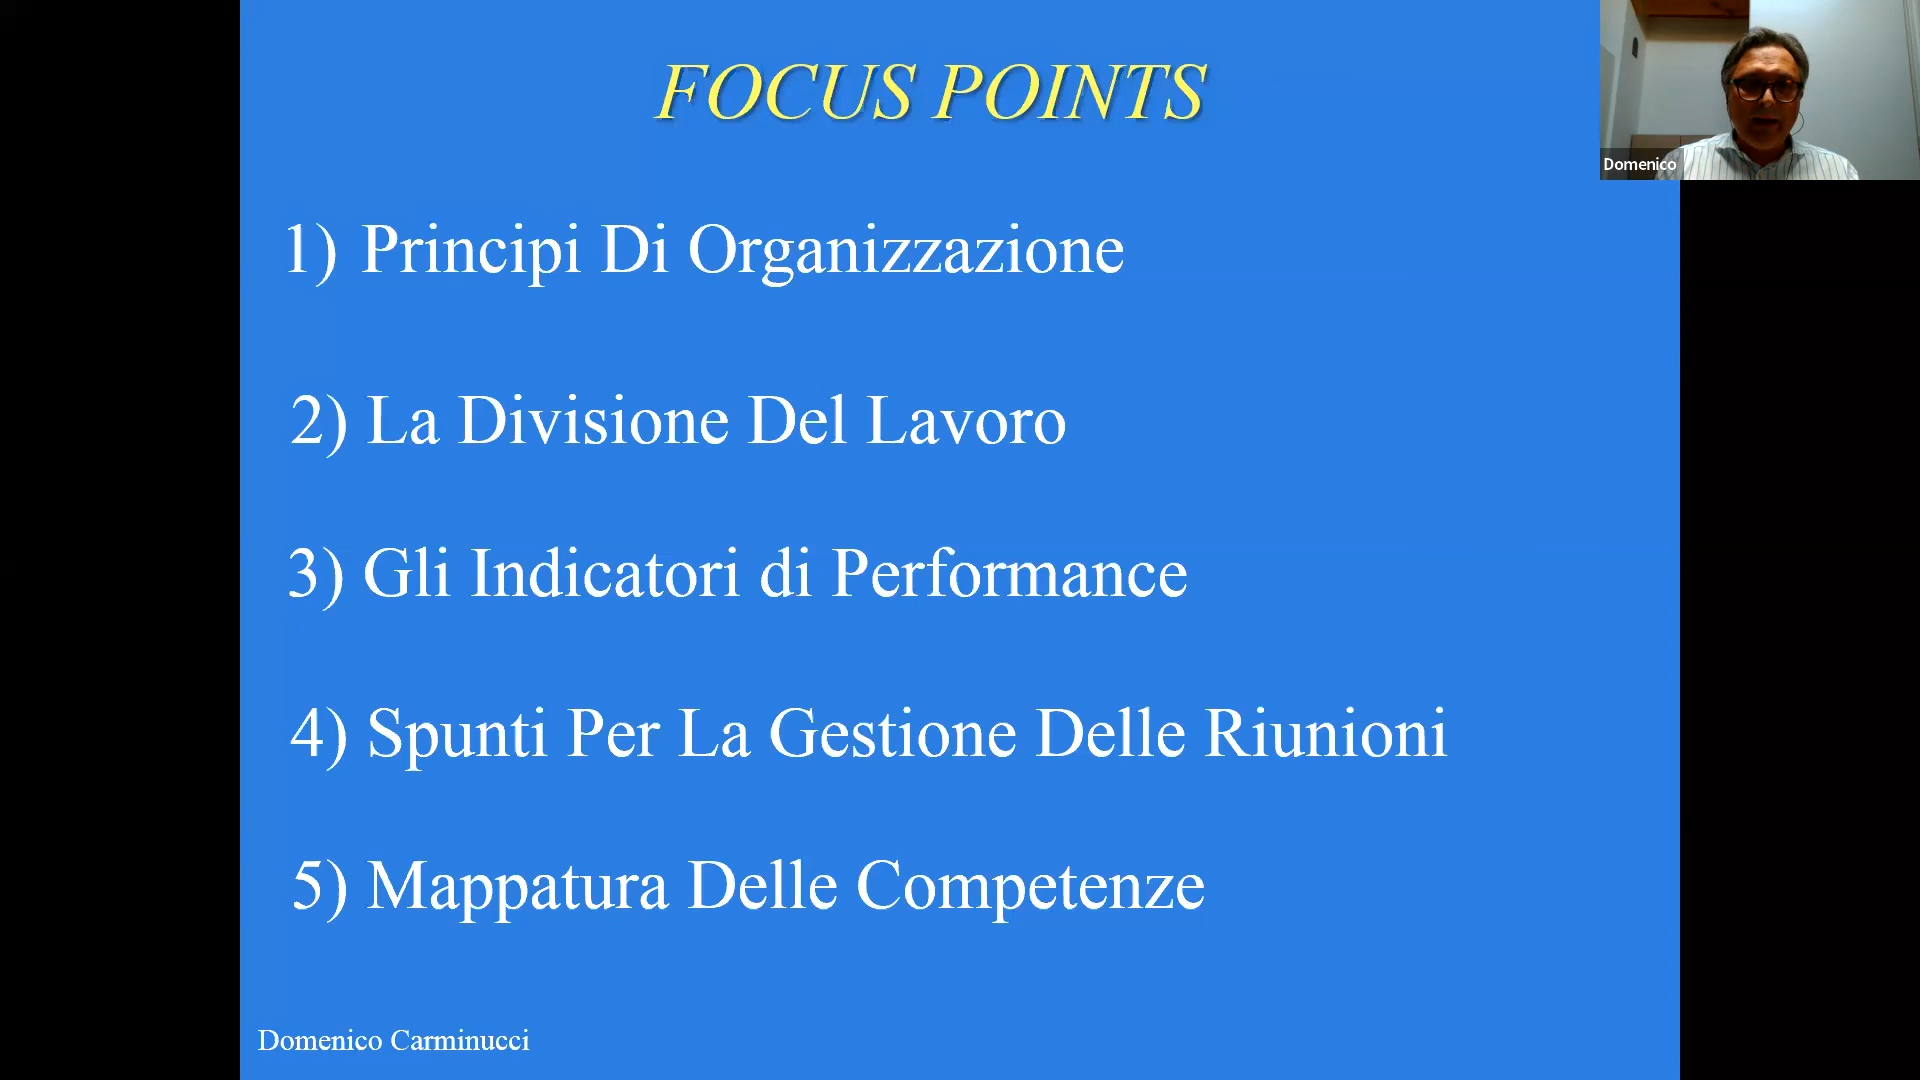 FOCUS POINTS
Domenico
1) Principi Di Organizzazione
2) La Divisione Del Lavoro
3) Gli Indicatori di Performance
4) Spunti Per La Gestione Delle Riunioni
5) Mappatura Delle Competenze
Domenico Carminucci